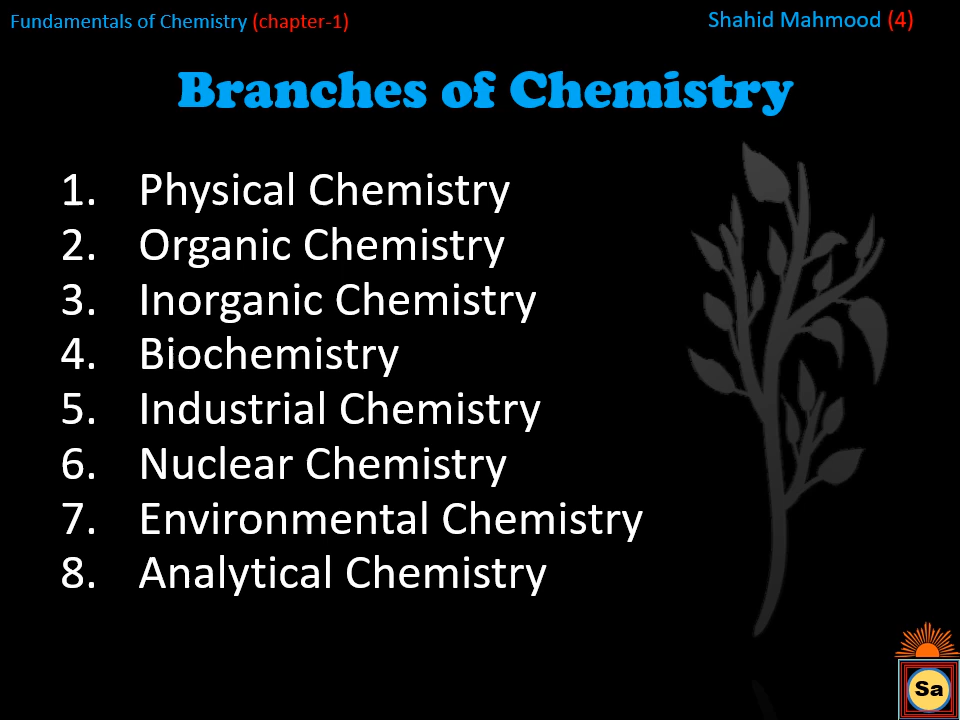 Fundamentals of Chemistry (chapter-1)
Shahid Mahmood (4)
Branches of Chemistry
1. Physical Chemistry
2. Organic Chemistry
3. Inorganic Chemistry
4. Biochemistry
5. Industrial Chemistry
6. Nuclear Chemistry
7. Environmental Chemistry
8. Analytical Chemistry
Sa